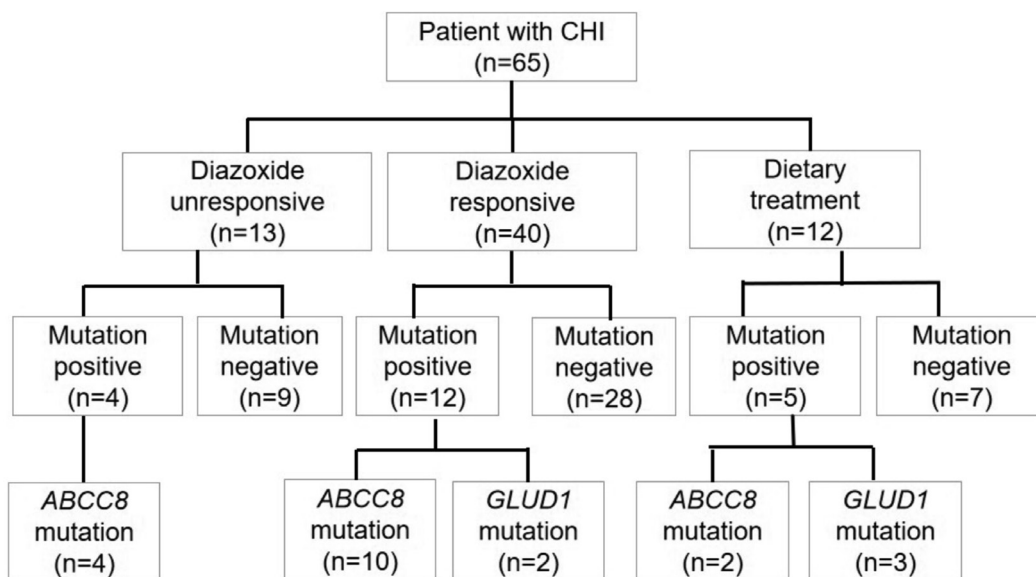 Patient with CHI
(n=65)
Diazoxide
unresponsive
(n=13)
Diazoxide
responsive
(n=40)
Dietary
treatment
(n=12)
Mutation
positive
(n=4)
Mutation
negative
(n=9)
Mutation
positive
(n=12)
Mutation
negative
(n=28)
Mutation
positive
(n=5)
Mutation
negative
(n=7)
ABCC8
mutation
(n=4)
ABCC8
mutation
(n=10)
GLUD1
mutation
(n=2)
ABCC8
mutation
(n=2)
GLUD1
mutation
(n=3)